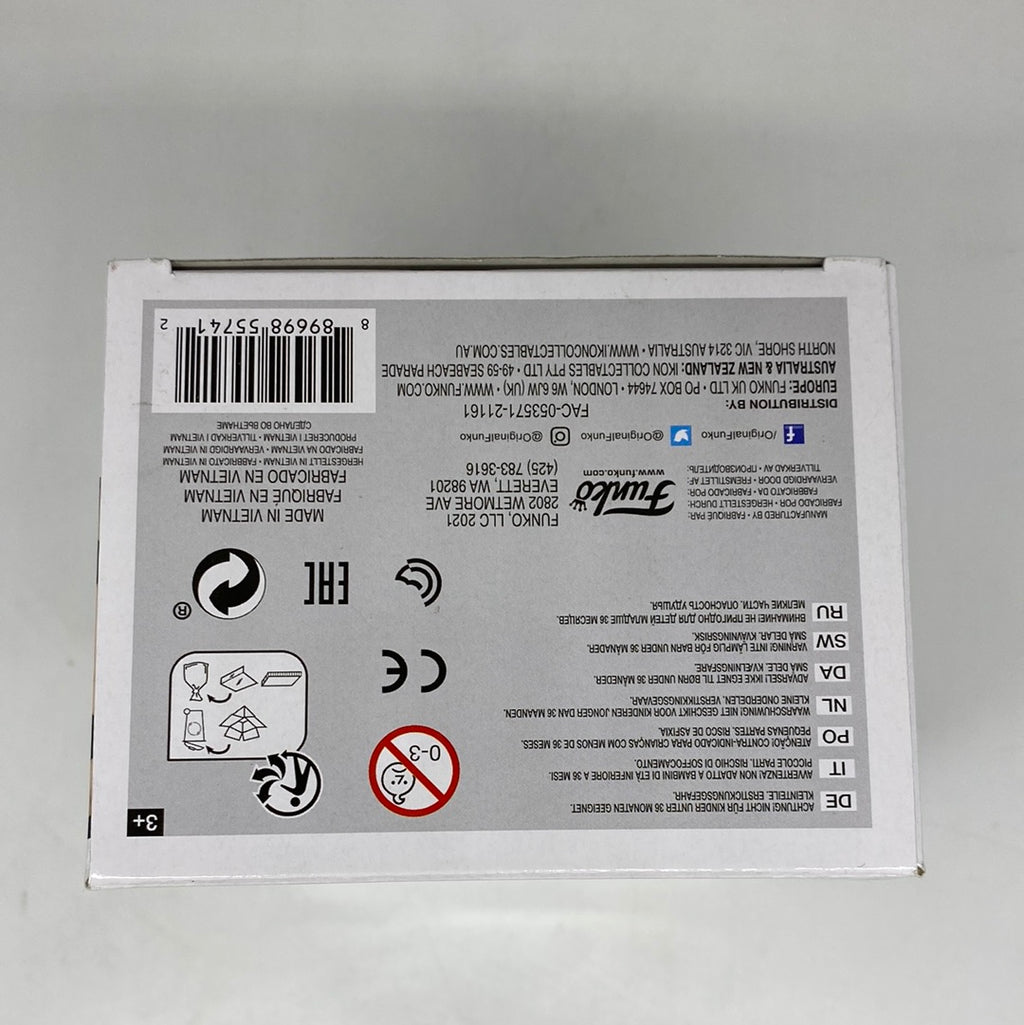 DE
ACHTUNG! NICHT FÜR KINDER UNTER 36 MONATEN GEEIGNET.
KLEINTEILE. ERSTICKUNGSGEFAHR.
IT
AVVERTENZA! NON ADATTO A BAMBINI DI ETÀ INFERIORE A 36 MESI.
PICCOLE PARTI. RISCHIO DI SOFFOCAMENTO.
PO
ATENÇÃO! CONTRA-INDICADO PARA CRIANÇAS COM MENOS DE 36 MESES.
PEQUENAS PARTES. RISCO DE ASFIXIA.
NL
WAARSCHUWING! NIET GESCHIKT VOOR KINDEREN JONGER DAN 36 MAANDEN.
KLEINE ONDERDELEN. VERSTIKKINGSGEVAAR.
DA
ADVARSEL! IKKE EGNET TIL BØRN UNDER 36 MÅNEDER.
SMÅ DELE. KVÆLNINGSFARE.
SW
VARNING! INTE LÄMPLIG FÖR BARN UNDER 36 MÅNADER.
SMÅ DELAR. KVÄVNINGSRISK.
RU
ВНИМАНИЕ! НЕ ПРИГОДНО ДЛЯ ДЕТЕЙ МЛАДШЕ 36 МЕСЯЦЕВ.
МЕЛКИЕ ЧАСТИ. ОПАСНОСТЬ УДУШЬЯ.
0-3
3+
CE
EAC
®
MANUFACTURED BY • FABRIQUÉ PAR:
FABRICADO POR • HERGESTELLT DURCH:
FABBRICATO DA • FABRICADO POR:
VERVAARDIGD DOOR • FREMSTILLET AF:
TILLVERKAD AV • ПРОИЗВОДИТЕЛЬ:
Funko
www.funko.com
FUNKO, LLC 2021
2802 WETMORE AVE
EVERETT, WA 98201
(425) 783-3616
MADE IN VIETNAM
FABRIQUÉ EN VIETNAM
FABRICADO EN VIETNAM
HERGESTELLT IN VIETNAM • FABBRICATO IN VIETNAM
FABRICADO NA VIETNAM • VERVAARDIGD IN VIETNAM
PRODUCERET I VIETNAM • TILLVERKAD I VIETNAM
СДЕЛАНО ВО ВЬЕТНАМЕ
/OriginalFunko @OriginalFunko @OriginalFunko
FAC-053571-21161
DISTRIBUTION BY:
EUROPE: FUNKO UK LTD • PO BOX 74644 • LONDON, W6 6JW (UK) • WWW.FUNKO.COM
AUSTRALIA & NEW ZEALAND: IKON COLLECTABLES PTY LTD • 49-59 SEABEACH PARADE
NORTH SHORE, VIC 3214 AUSTRALIA • WWW.IKONCOLLECTABLES.COM.AU
8 89698 55741 2